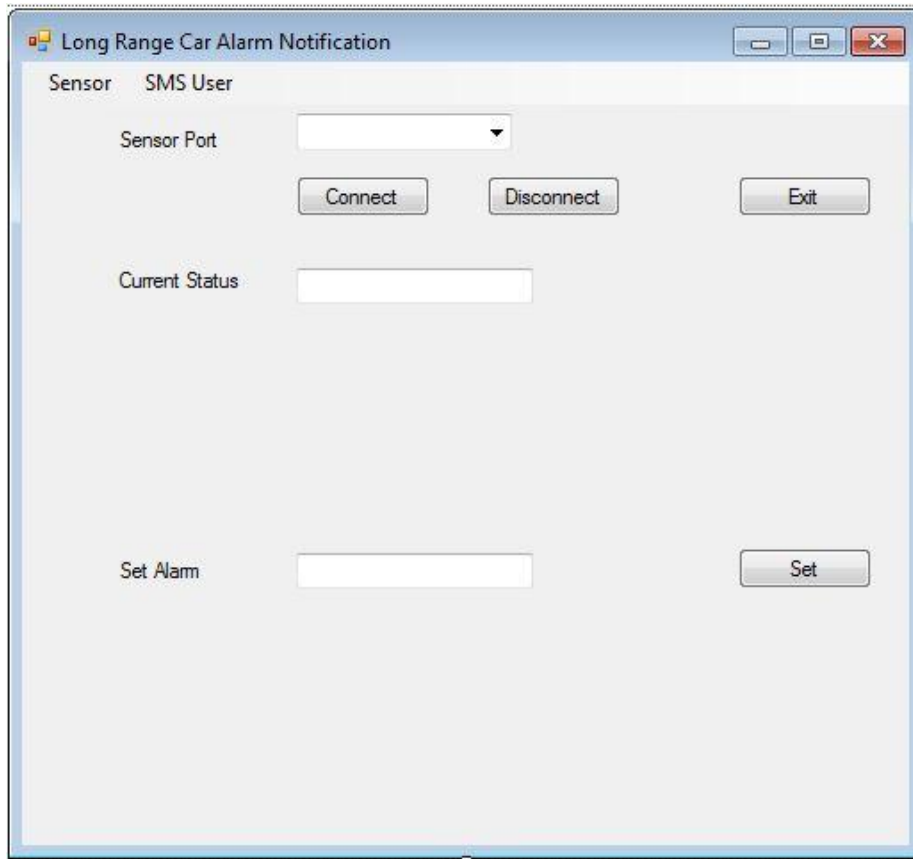 Long Range Car Alarm Notification
Sensor SMS User
Sensor Port
Connect Disconnect Exit
Current Status
Set Alarm Set